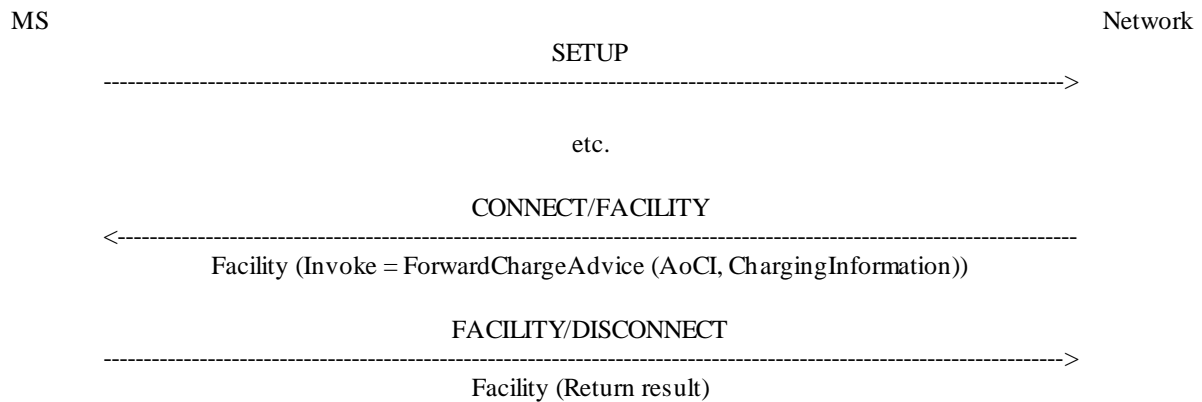 MS Network
SETUP
------------------------------------------------------------------------------------------------------------------------>
etc.
CONNECT/FACILITY
<------------------------------------------------------------------------------------------------------------------------
Facility (Invoke = ForwardChargeAdvice (AoCI, ChargingInformation))
FACILITY/DISCONNECT
------------------------------------------------------------------------------------------------------------------------>
Facility (Return result)